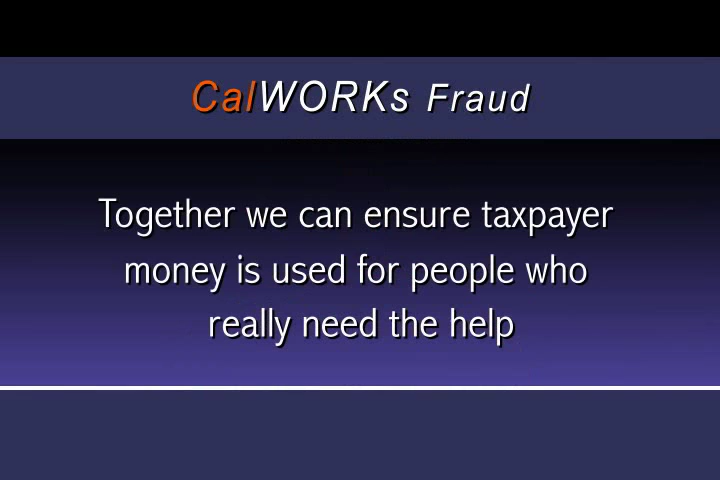 CalWORKs Fraud
Together we can ensure taxpayer
money is used for people who
really need the help